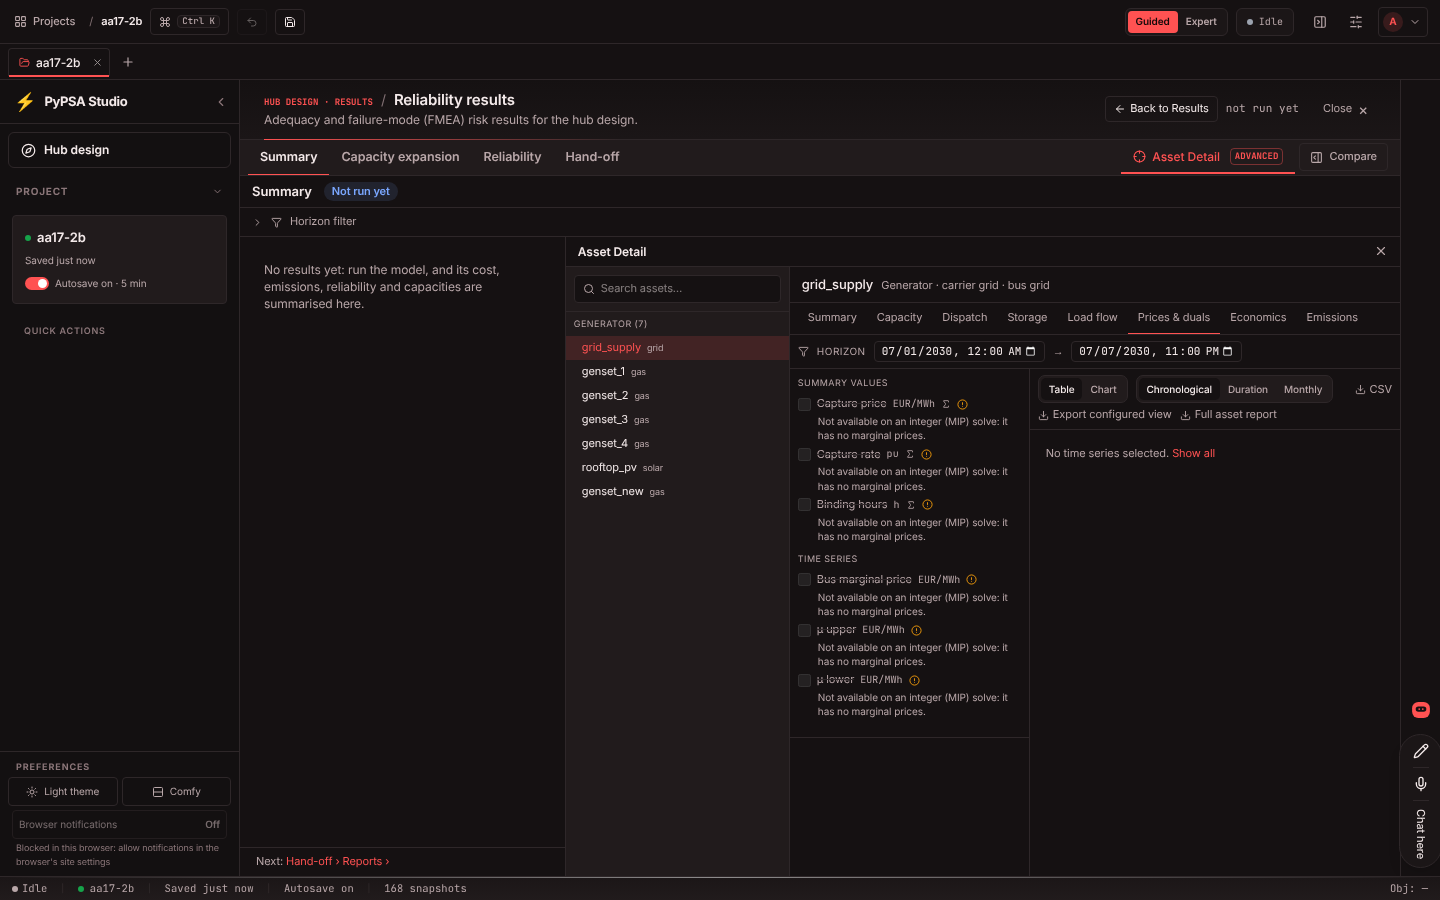 Projects / aa17-2b Ctrl K
Guided Expert Idle A
aa17-2b
PyPSA Studio
Hub design
PROJECT
aa17-2b
Saved just now
Autosave on · 5 min
QUICK ACTIONS
PREFERENCES
Light theme
Comfy
Browser notifications Off
Blocked in this browser: allow notifications in the
browser's site settings
HUB DESIGN · RESULTS / Reliability results
Adequacy and failure-mode (FMEA) risk results for the hub design.
← Back to Results not run yet Close ×
Summary Capacity expansion Reliability Hand-off
Asset Detail ADVANCED Compare
Summary Not run yet
Horizon filter
No results yet: run the model, and its cost,
emissions, reliability and capacities are
summarised here.
Next: Hand-off › Reports ›
Asset Detail
Search assets...
GENERATOR (7)
grid_supply grid
genset_1 gas
genset_2 gas
genset_3 gas
genset_4 gas
rooftop_pv solar
genset_new gas
grid_supply Generator · carrier grid · bus grid
Summary Capacity Dispatch Storage Load flow Prices & duals Economics Emissions
HORIZON 07/01/2030, 12:00 AM → 07/07/2030, 11:00 PM
SUMMARY VALUES
Capture price EUR/MWh Σ
Not available on an integer (MIP) solve: it
has no marginal prices.
Capture rate pu Σ
Not available on an integer (MIP) solve: it
has no marginal prices.
Binding hours h Σ
Not available on an integer (MIP) solve: it
has no marginal prices.
TIME SERIES
Bus marginal price EUR/MWh
Not available on an integer (MIP) solve: it
has no marginal prices.
μ upper EUR/MWh
Not available on an integer (MIP) solve: it
has no marginal prices.
μ lower EUR/MWh
Not available on an integer (MIP) solve: it
has no marginal prices.
Table Chart Chronological Duration Monthly CSV
Export configured view Full asset report
No time series selected. Show all
Chat here
Idle aa17-2b Saved just now Autosave on 168 snapshots Obj: —